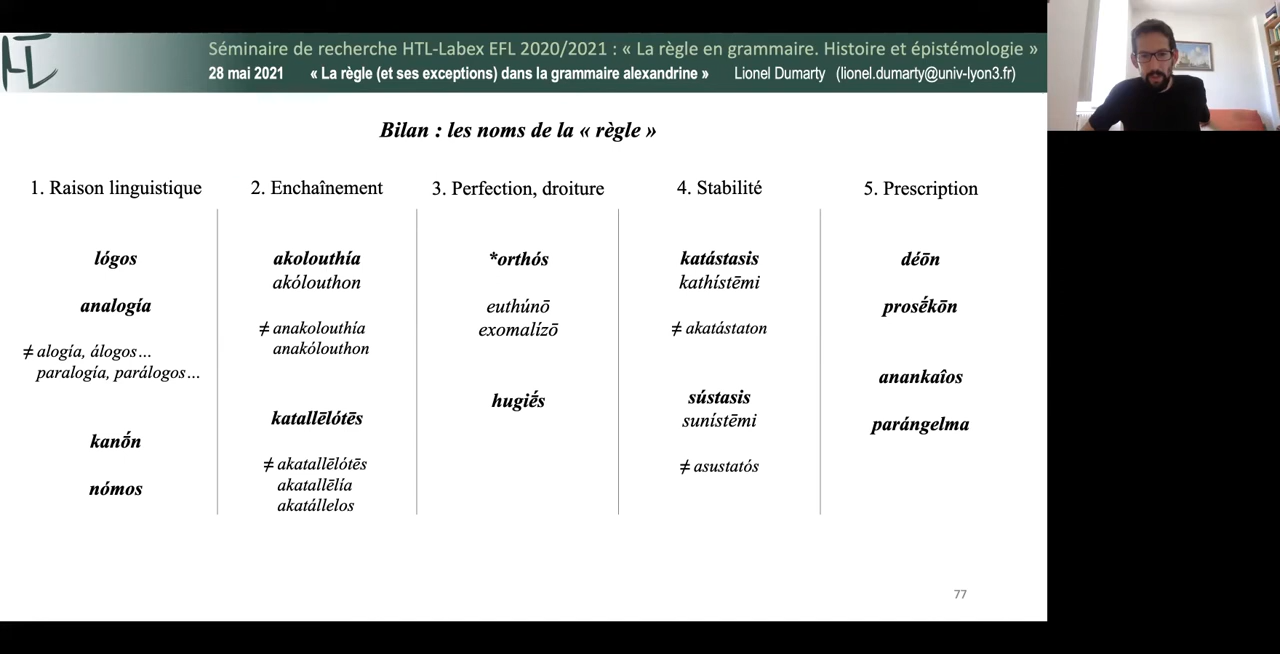 HTL
Séminaire de recherche HTL-Labex EFL 2020/2021 : « La règle en grammaire. Histoire et épistémologie »
28 mai 2021 « La règle (et ses exceptions) dans la grammaire alexandrine » Lionel Dumarty (lionel.dumarty@univ-lyon3.fr)
Bilan : les noms de la « règle »
1. Raison linguistique
lógos
analogía
≠ alogía, álogos…
paralogía, parálogos…
kanṓn
nómos
2. Enchaînement
akolouthía
akólouthon
≠ anakolouthía
anakólouthon
katallēlótēs
≠ akatallēlótēs
akatallēlía
akatállelos
3. Perfection, droiture
*orthós
euthúnō
exomalízō
hugiḗs
4. Stabilité
katástasis
kathístēmi
≠ akatástaton
sústasis
sunístēmi
≠ asustatós
5. Prescription
déōn
prosḗkōn
anankaîos
parángelma
77